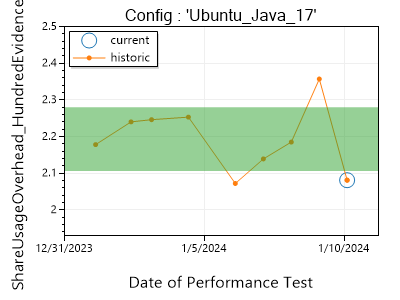 Config : 'Ubuntu_Java_17'
ShareUsageOverhead_HundredEvidence
2.5
2.4
2.3
2.2
2.1
2
current
historic
12/31/2023
1/5/2024
1/10/2024
Date of Performance Test